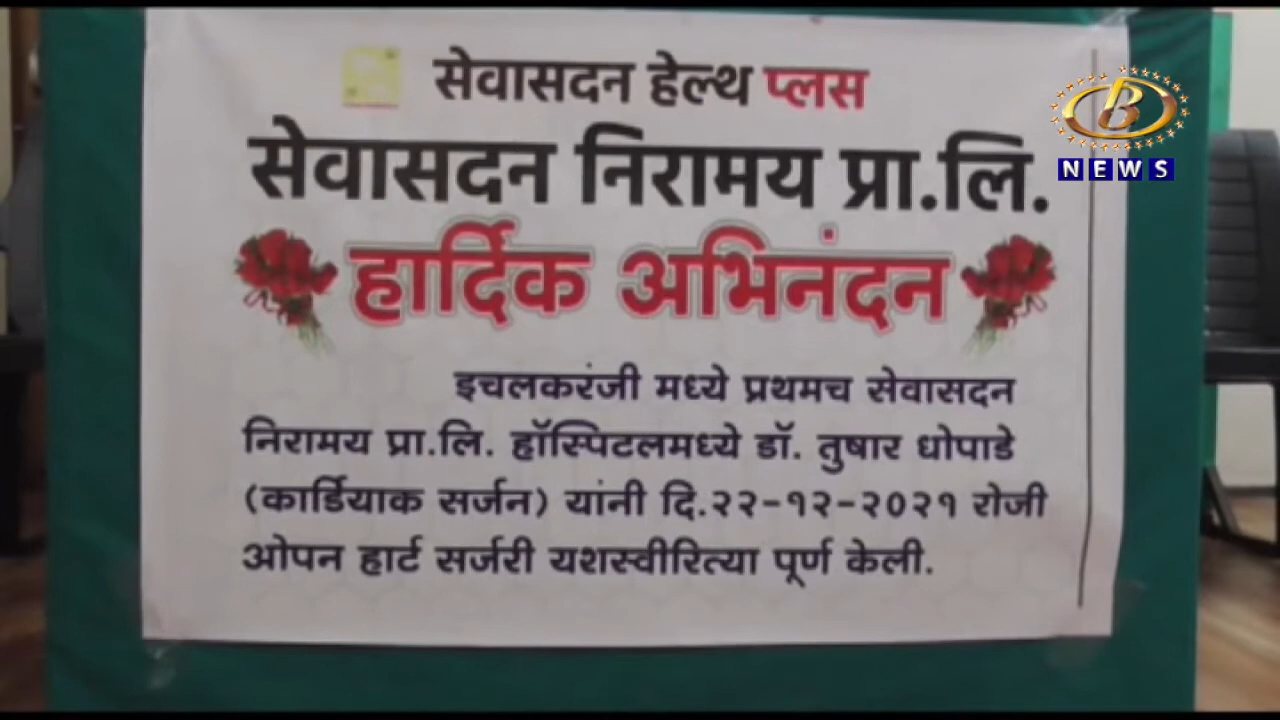 सेवासदन हेल्थ प्लस
सेवासदन निरामय प्रा.लि.
हार्दिक अभिनंदन
इचलकरंजी मध्ये प्रथमच सेवासदन
निरामय प्रा.लि. हॉस्पिटलमध्ये डॉ. तुषार धोपाडे
(कार्डियाक सर्जन) यांनी दि.२२-१२-२०२१ रोजी
ओपन हार्ट सर्जरी यशस्वीरित्या पूर्ण केली.
B
NEWS